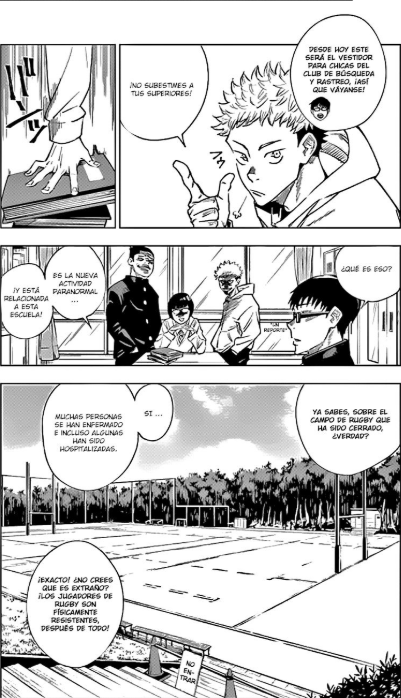 DESDE HOY ESTE
SERÁ EL VESTIDOR
PARA CHICAS DEL
CLUB DE BÚSQUEDA
Y RASTREO, ¡ASÍ
QUE VÁYANSE!
¡NO SUBESTIMES A
TUS SUPERIORES!
¿QUÉ ES ESO?
"UN
REPORTE"
ES LA NUEVA
ACTIVIDAD
PARANORMAL
...
¡Y ESTÁ
RELACIONADA
A ESTA
ESCUELA!
YA SABES, SOBRE EL
CAMPO DE RUGBY QUE
HA SIDO CERRADO,
¿VERDAD?
SI ...
MUCHAS PERSONAS
SE HAN ENFERMADO
E INCLUSO ALGUNAS
HAN SIDO
HOSPITALIZADAS.
¡EXACTO! ¿NO CREES
QUE ES EXTRAÑO?
¡LOS JUGADORES DE
RUGBY SON
FÍSICAMENTE
RESISTENTES,
DESPUÉS DE TODO!
NO
EN-
TRAR